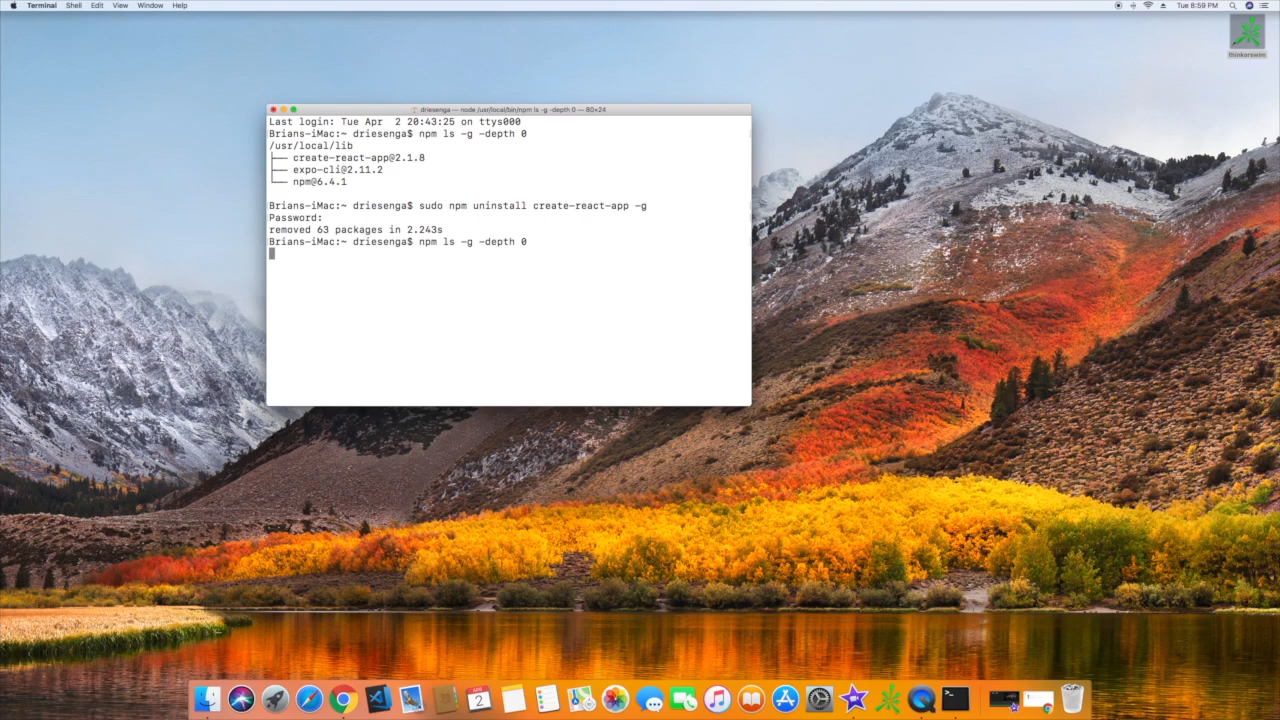 Terminal Shell Edit View Window Help
Tue 8:59 PM
thinkorswim
driesenga — node /usr/local/bin/npm ls -g -depth 0 — 80×24
Last login: Tue Apr  2 20:43:25 on ttys000
Brians-iMac:~ driesenga$ npm ls -g -depth 0
/usr/local/lib
├── create-react-app@2.1.8
├── expo-cli@2.11.2
└── npm@6.4.1
Brians-iMac:~ driesenga$ sudo npm uninstall create-react-app -g
Password:
removed 63 packages in 2.243s
Brians-iMac:~ driesenga$ npm ls -g -depth 0
APR
2
>_